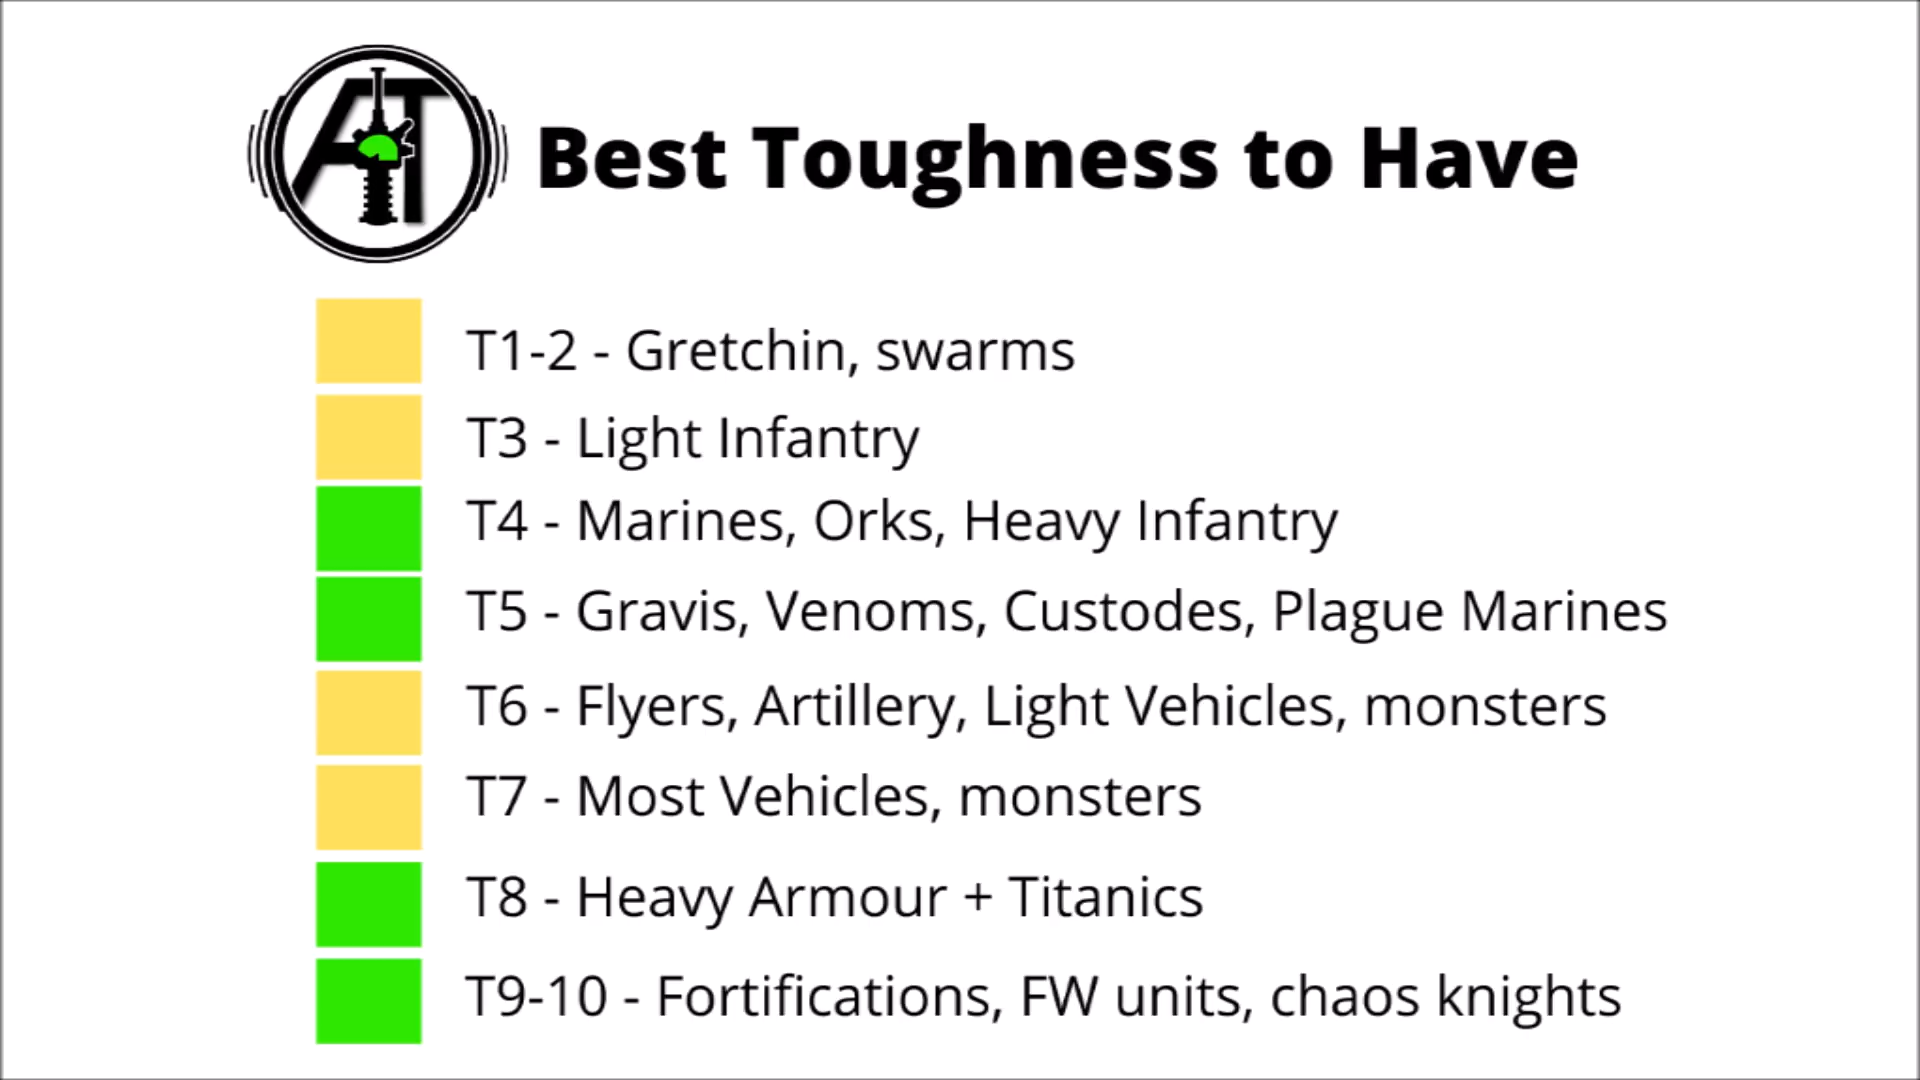 AT
Best Toughness to Have
T1-2 - Gretchin, swarms
T3 - Light Infantry
T4 - Marines, Orks, Heavy Infantry
T5 - Gravis, Venoms, Custodes, Plague Marines
T6 - Flyers, Artillery, Light Vehicles, monsters
T7 - Most Vehicles, monsters
T8 - Heavy Armour + Titanics
T9-10 - Fortifications, FW units, chaos knights